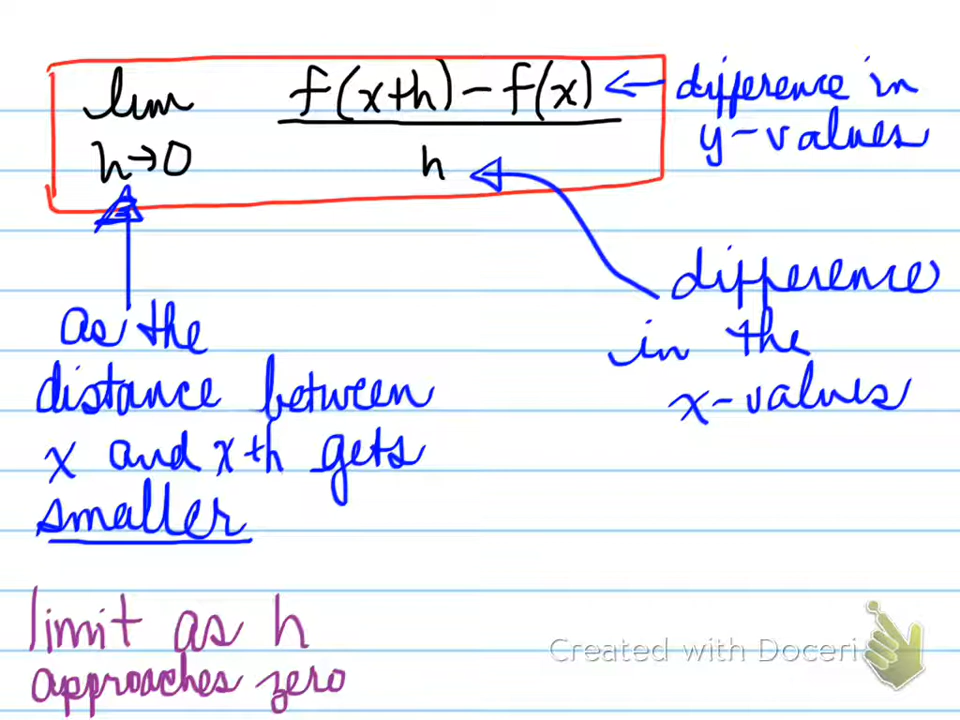 lim f(x+h) - f(x) ← difference in
y-values
h→0 h
difference
in the
x-values
as the
distance between
x and x+h gets
smaller
limit as h
approaches zero
Created with Doceri